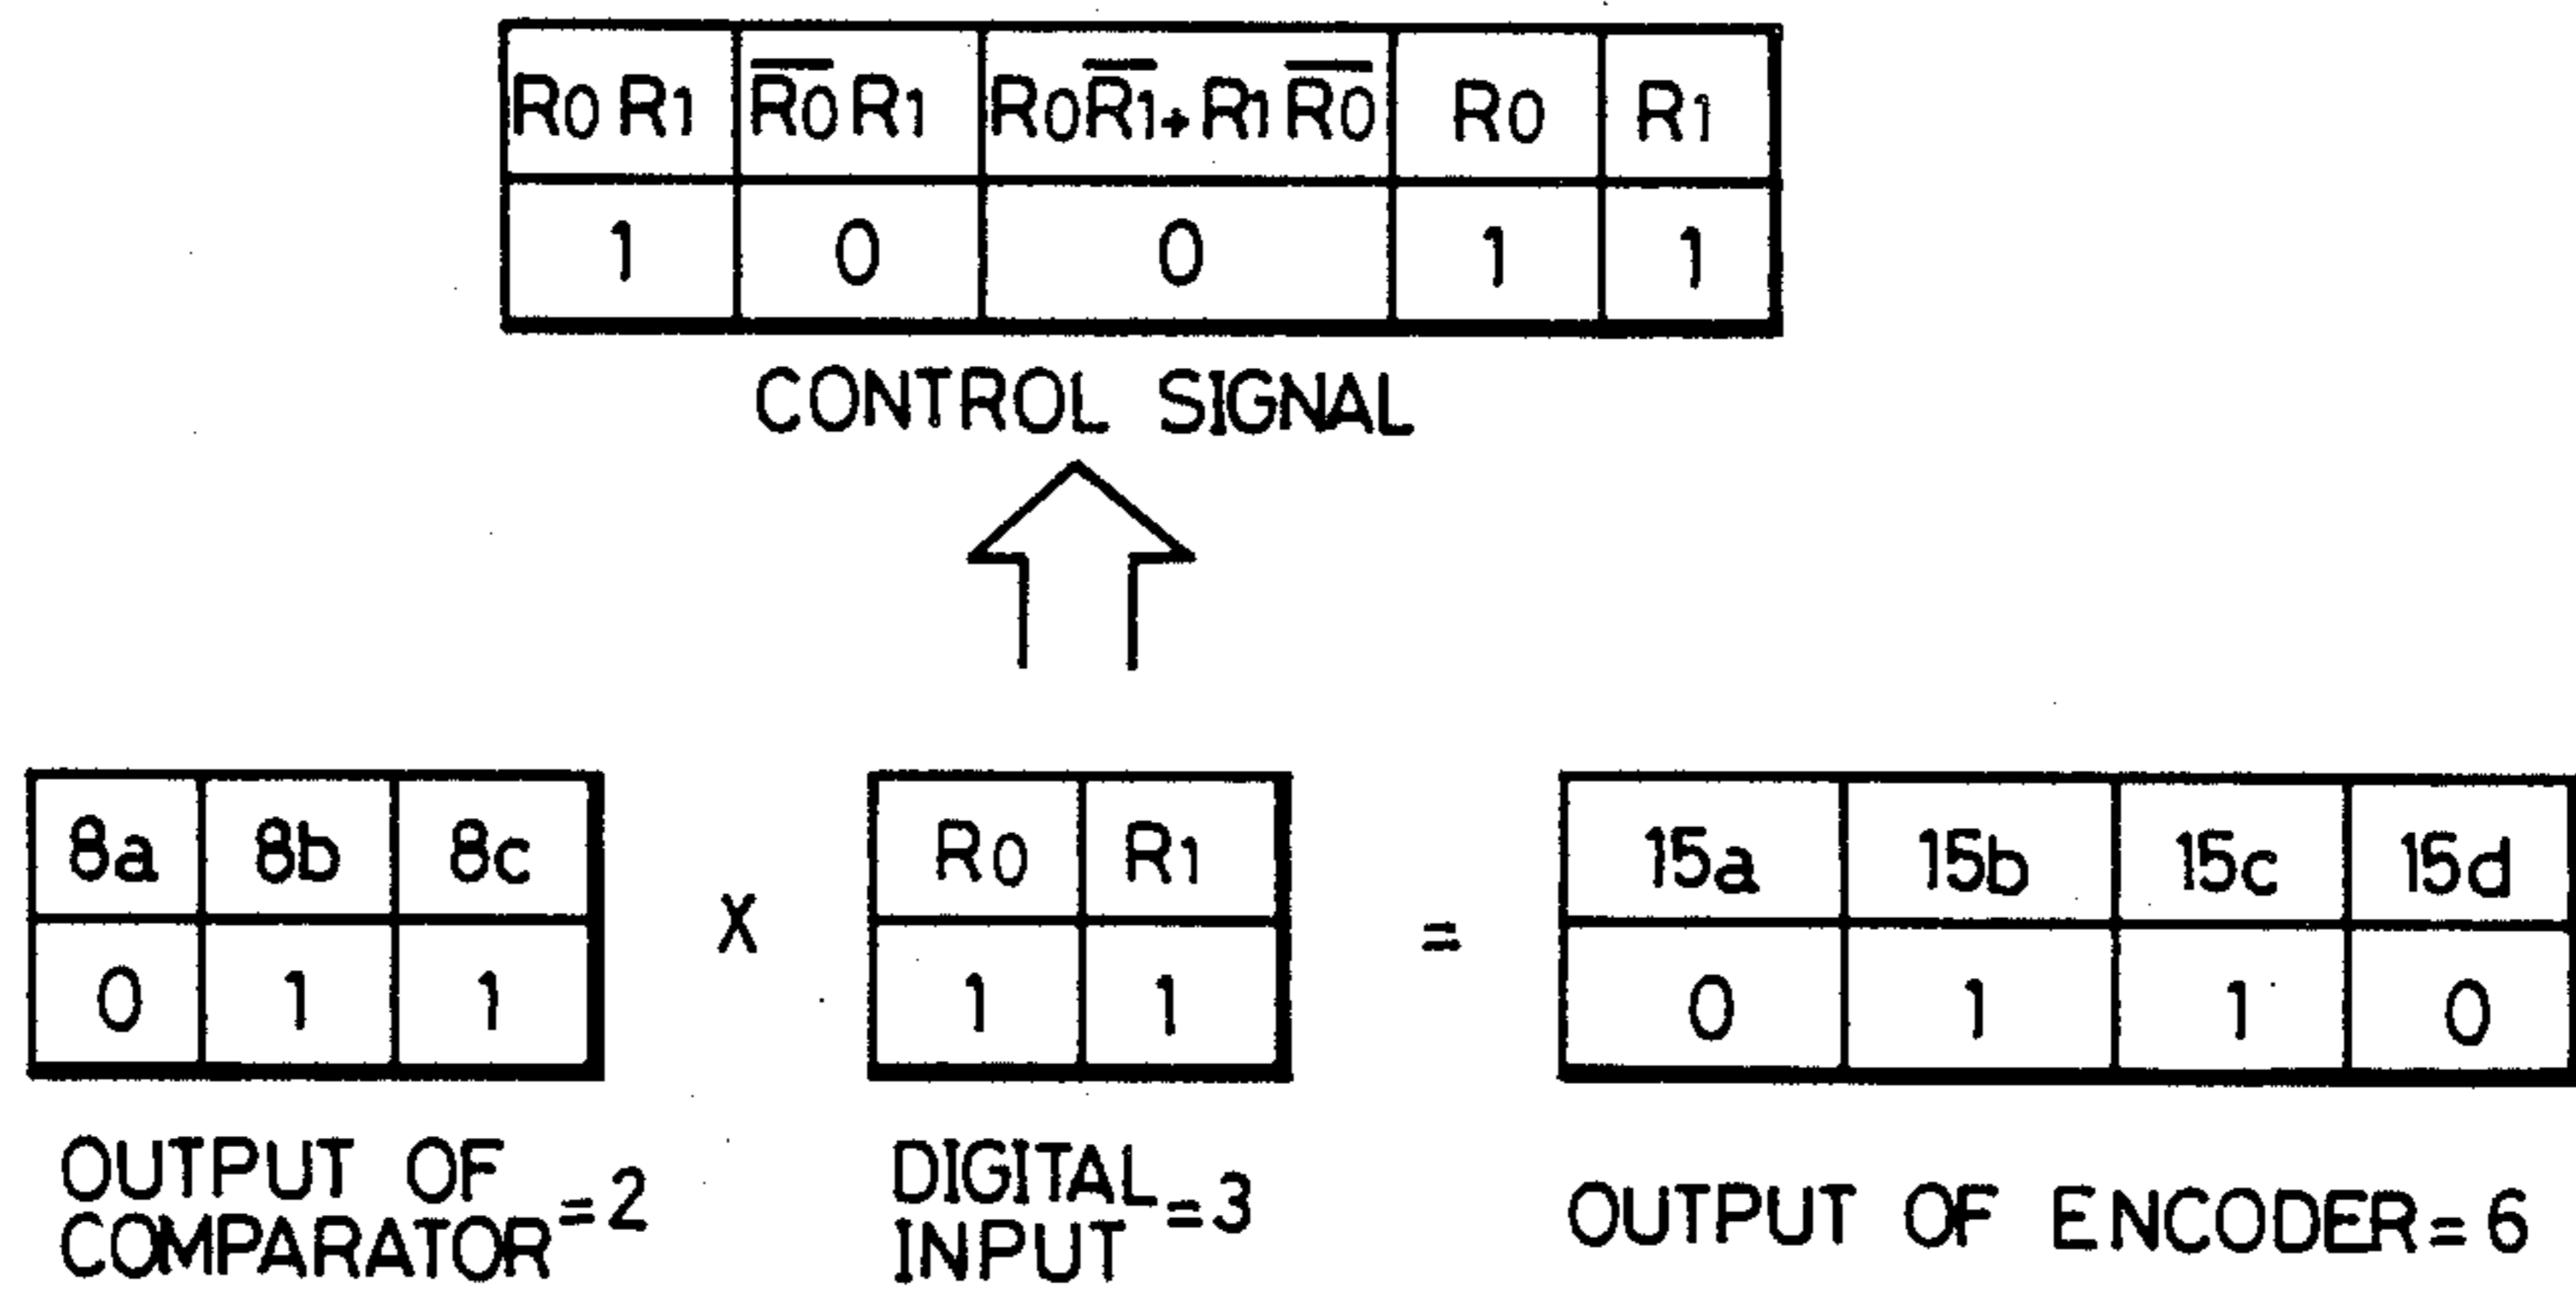 R0 R1 R̅0̅ R1 R0R̅1̅+R1 R̅0̅ R0 R1
1 0 0 1 1
CONTROL SIGNAL
8a 8b 8c X R0 R1 = 15a 15b 15c 15d
0 1 1 1 1 0 1 1 0
OUTPUT OF COMPARATOR =2
DIGITAL INPUT =3
OUTPUT OF ENCODER=6